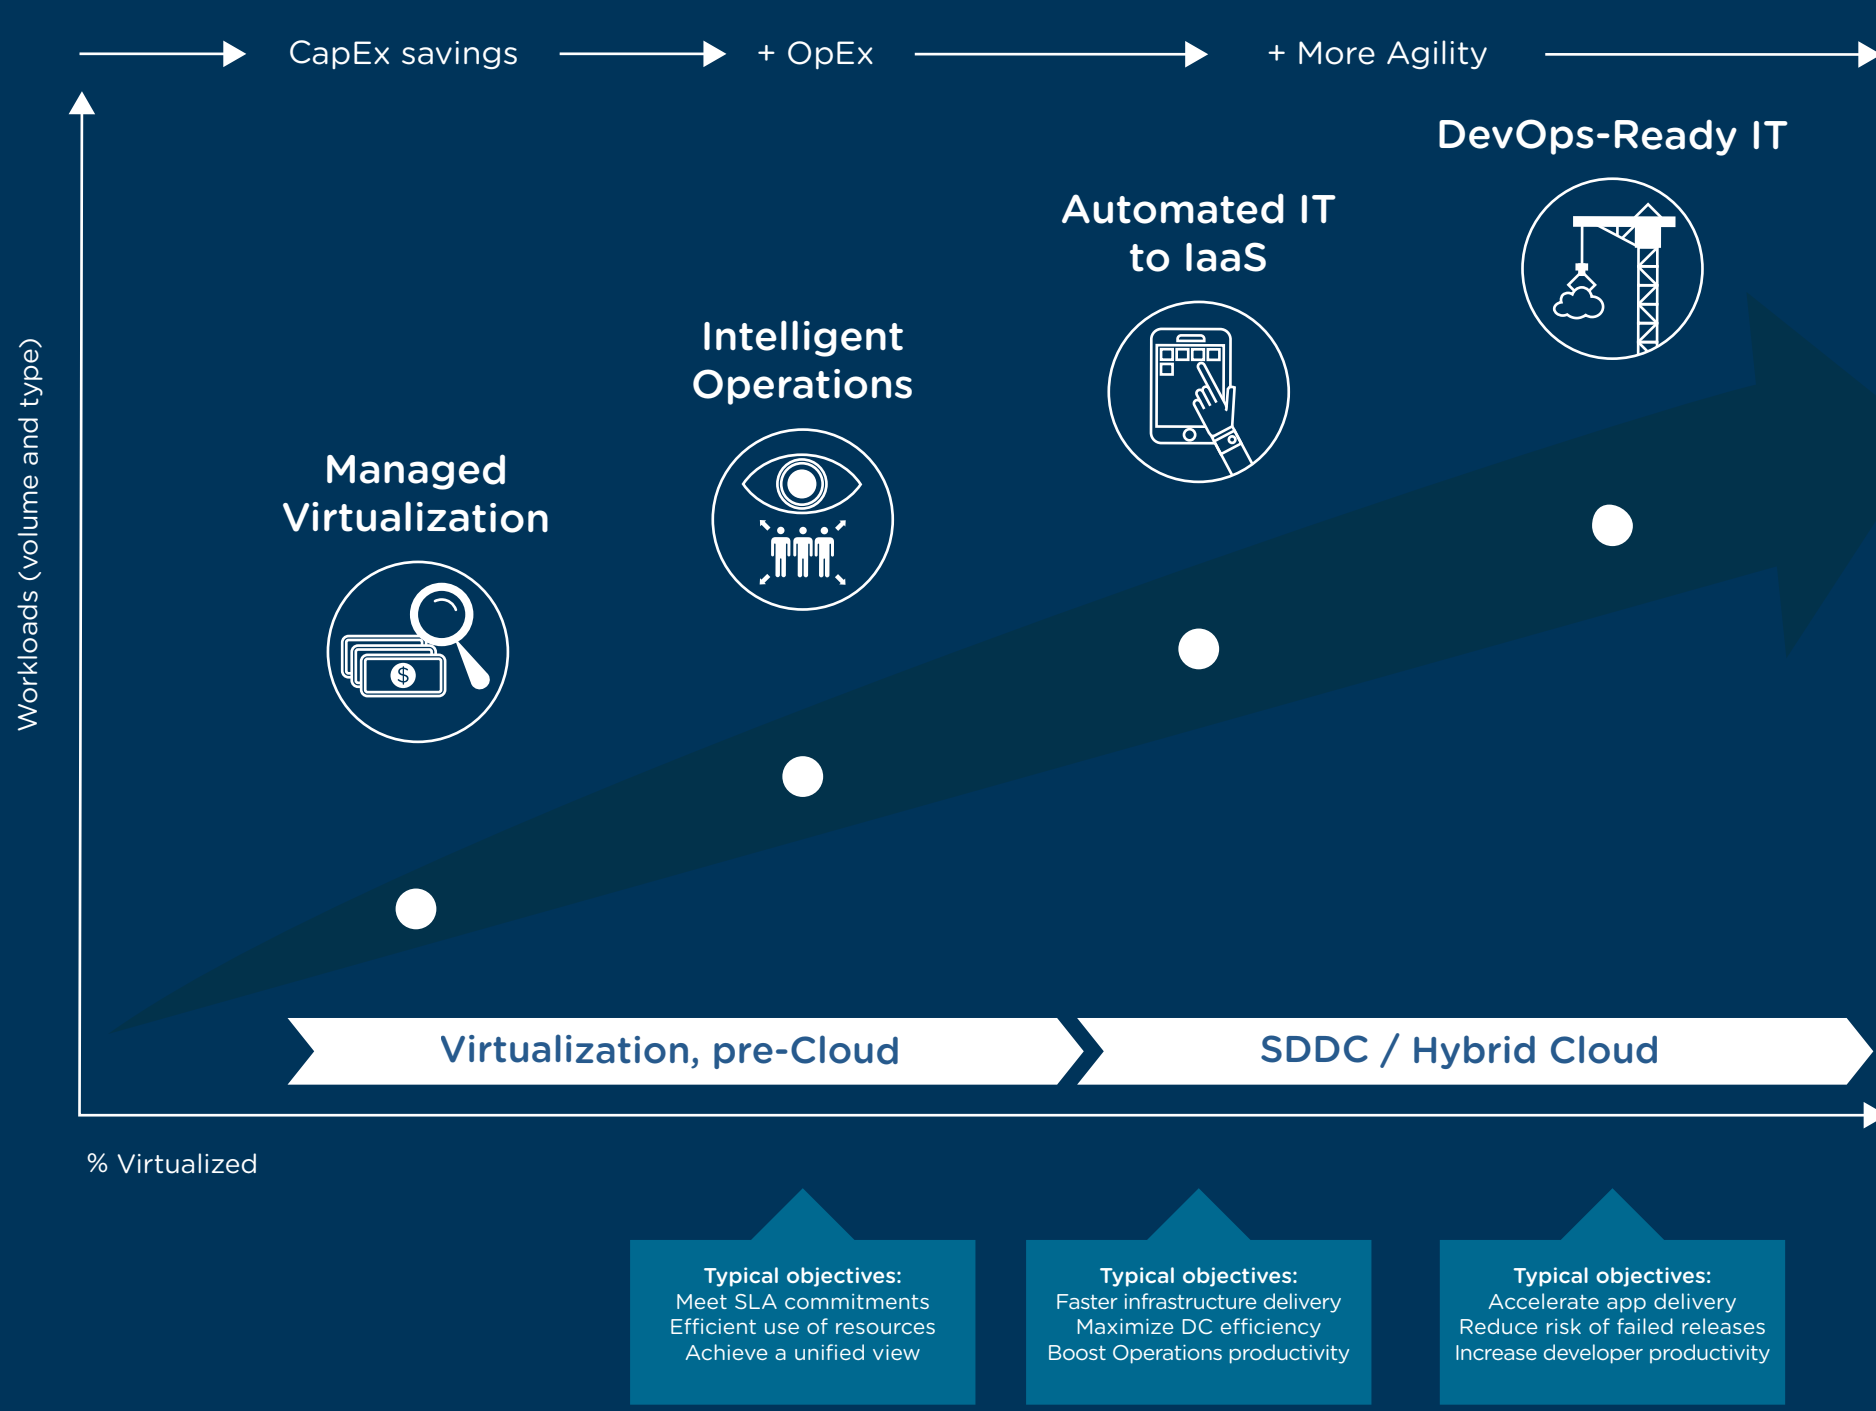 CapEx savings
+ OpEx
+ More Agility
DevOps-Ready IT
Automated IT
to IaaS
Intelligent
Operations
Managed
Virtualization
$
Workloads (volume and type)
Virtualization, pre-Cloud
SDDC / Hybrid Cloud
% Virtualized
Typical objectives:
Meet SLA commitments
Efficient use of resources
Achieve a unified view
Typical objectives:
Faster infrastructure delivery
Maximize DC efficiency
Boost Operations productivity
Typical objectives:
Accelerate app delivery
Reduce risk of failed releases
Increase developer productivity